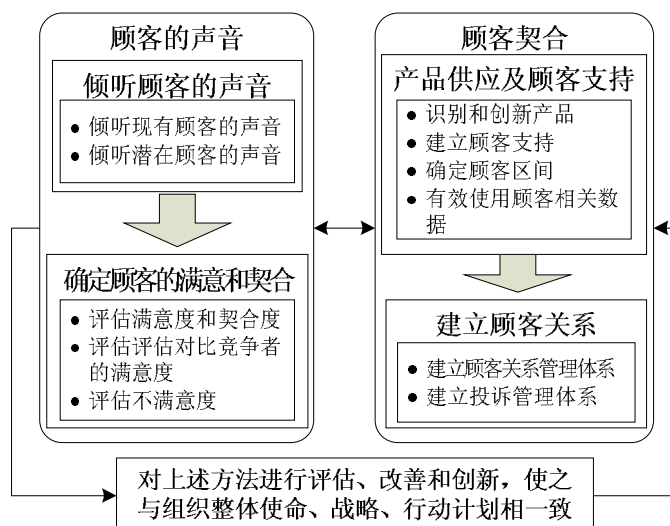 顾客的声音
倾听顾客的声音
● 倾听现有顾客的声音
● 倾听潜在顾客的声音
确定顾客的满意和契合
● 评估满意度和契合度
● 评估评估对比竞争者
的满意度
● 评估不满意度
顾客契合
产品供应及顾客支持
● 识别和创新产品
● 建立顾客支持
● 确定顾客区间
● 有效使用顾客相关数
据
建立顾客关系
● 建立顾客关系管理体系
● 建立投诉管理体系
对上述方法进行评估、改善和创新，使之
与组织整体使命、战略、行动计划相一致